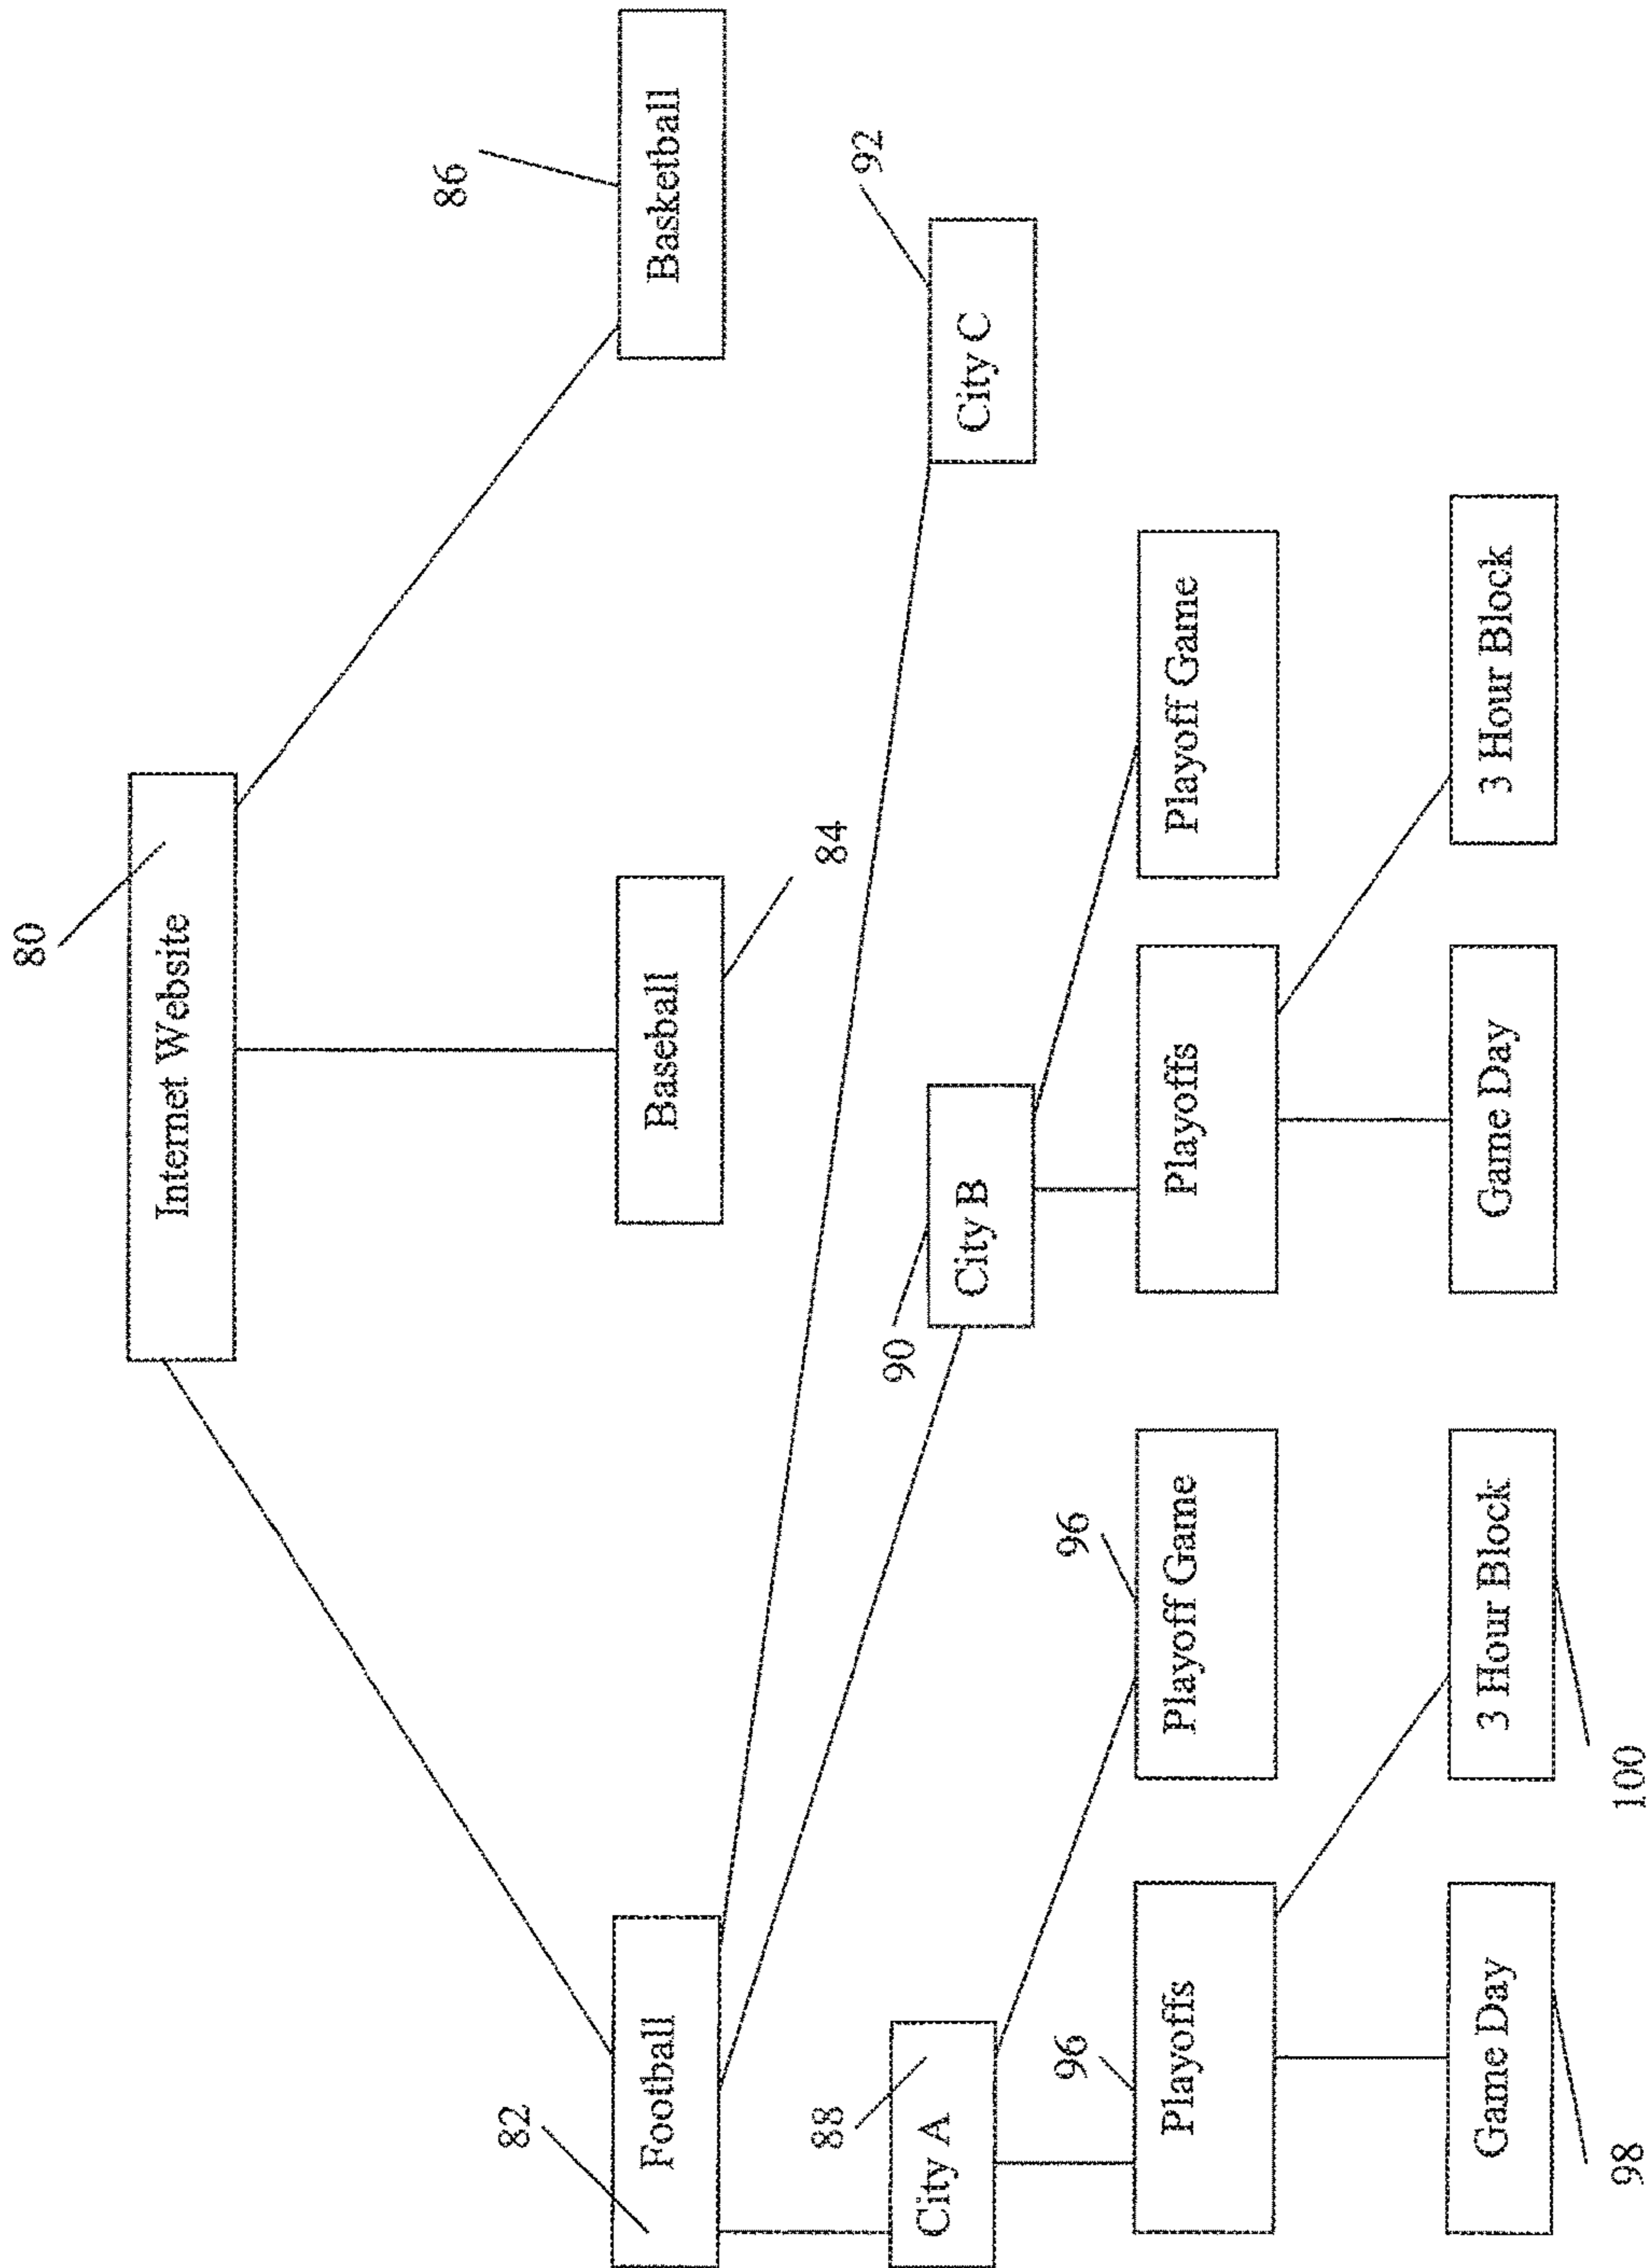 80
Internet Website
82
Football
Baseball
84
86
Basketball
88
City A
90
City B
92
City C
96
Playoffs
96
Playoff Game
Playoffs
Playoff Game
Game Day
98
3 Hour Block
100
Game Day
3 Hour Block